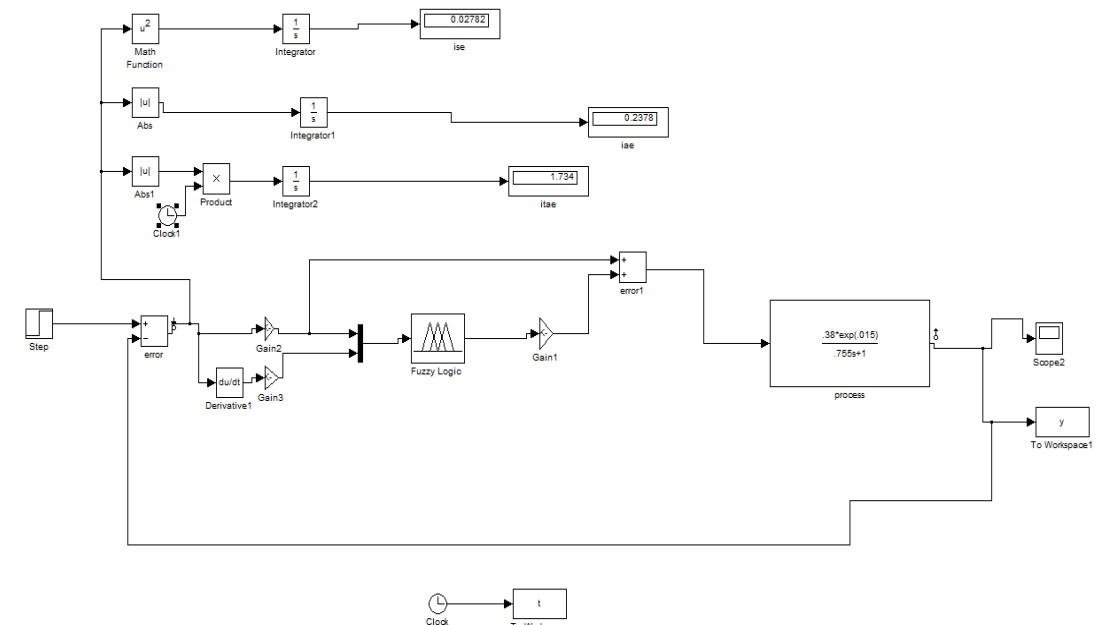 u2
Math
Function
1
s
Integrator
0.02782
ise
|u|
Abs
1
s
Integrator1
0.2378
iae
|u|
Abs1
×
Product
1
s
Integrator2
1.734
itae
Clock1
+
+
error1
Step
+
−
error
Gain2
du/dt
Derivative1
Gain3
Fuzzy Logic
Gain1
.38*exp(.015)
.755s+1
process
Scope2
y
To Workspace1
Clock
t